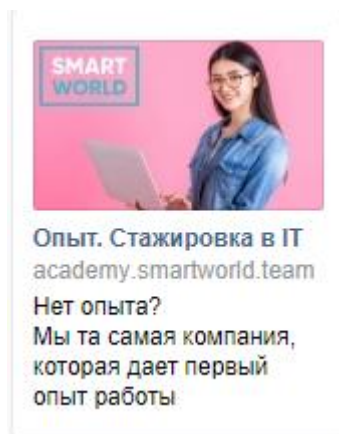 SMART
WORLD
Опыт. Стажировка в IT
academy.smartworld.team
Нет опыта?
Мы та самая компания,
которая дает первый
опыт работы